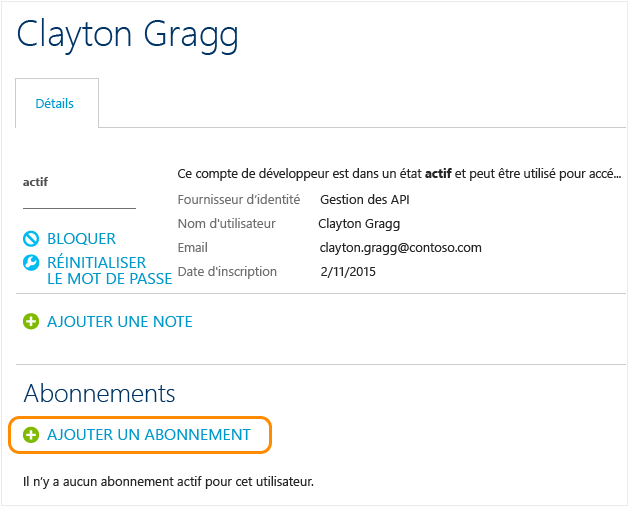 Clayton Gragg
Détails
actif
BLOQUER
RÉINITIALISER
LE MOT DE PASSE
Ce compte de développeur est dans un état actif et peut être utilisé pour accé...
Fournisseur d'identité Gestion des API
Nom d'utilisateur Clayton Gragg
Email clayton.gragg@contoso.com
Date d'inscription 2/11/2015
AJOUTER UNE NOTE
Abonnements
AJOUTER UN ABONNEMENT
Il n'y a aucun abonnement actif pour cet utilisateur.